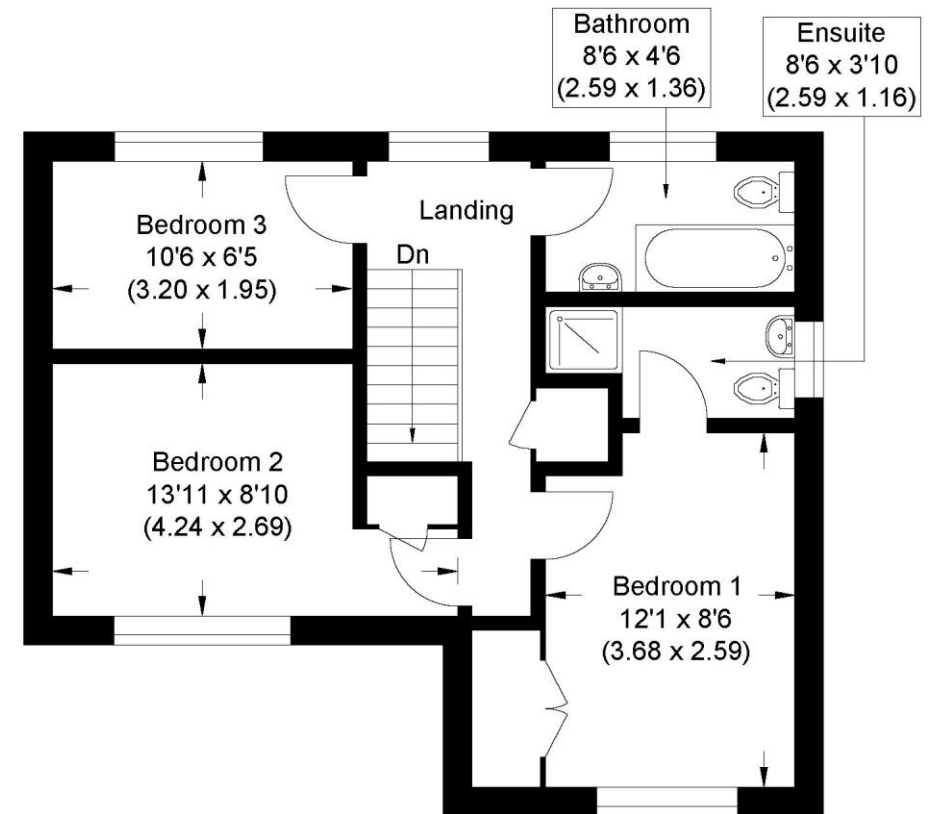 Bathroom
8'6 x 4'6
(2.59 x 1.36)
Ensuite
8'6 x 3'10
(2.59 x 1.16)
Bedroom 3
10'6 x 6'5
(3.20 x 1.95)
Landing
Dn
Bedroom 2
13'11 x 8'10
(4.24 x 2.69)
Bedroom 1
12'1 x 8'6
(3.68 x 2.59)